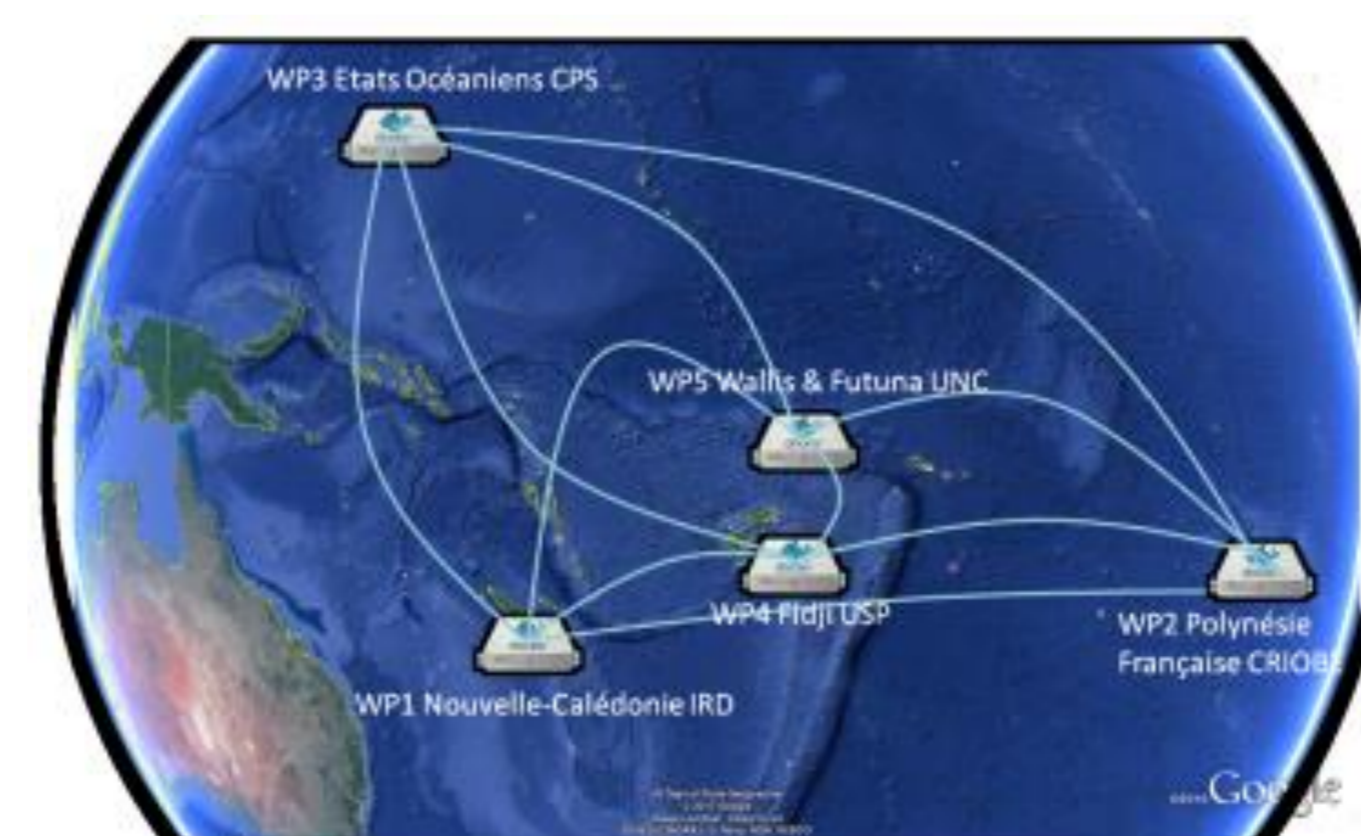 WP3 Etats Océaniens CPS
WP5 Wallis & Futuna UNC
WP4 Fidji USP
WP2 Polynésie
Française CRIOBE
WP1 Nouvelle-Calédonie IRD
Google